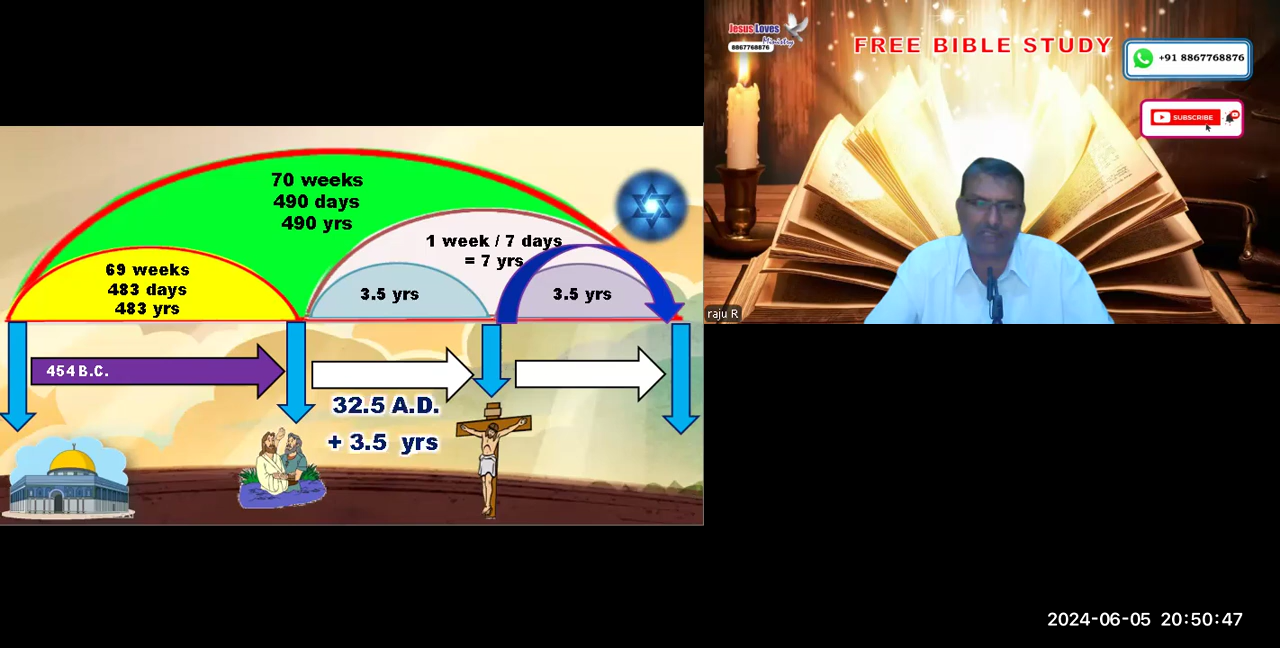 70 weeks
490 days
490 yrs
1 week / 7 days
= 7 yrs
69 weeks
483 days
483 yrs
3.5 yrs
3.5 yrs
454 B.C.
32.5 A.D.
+ 3.5 yrs
Jesus Loves
Ministry
8867768876
FREE BIBLE STUDY
+91 8867768876
SUBSCRIBE
raju R
2024-06-05 20:50:47